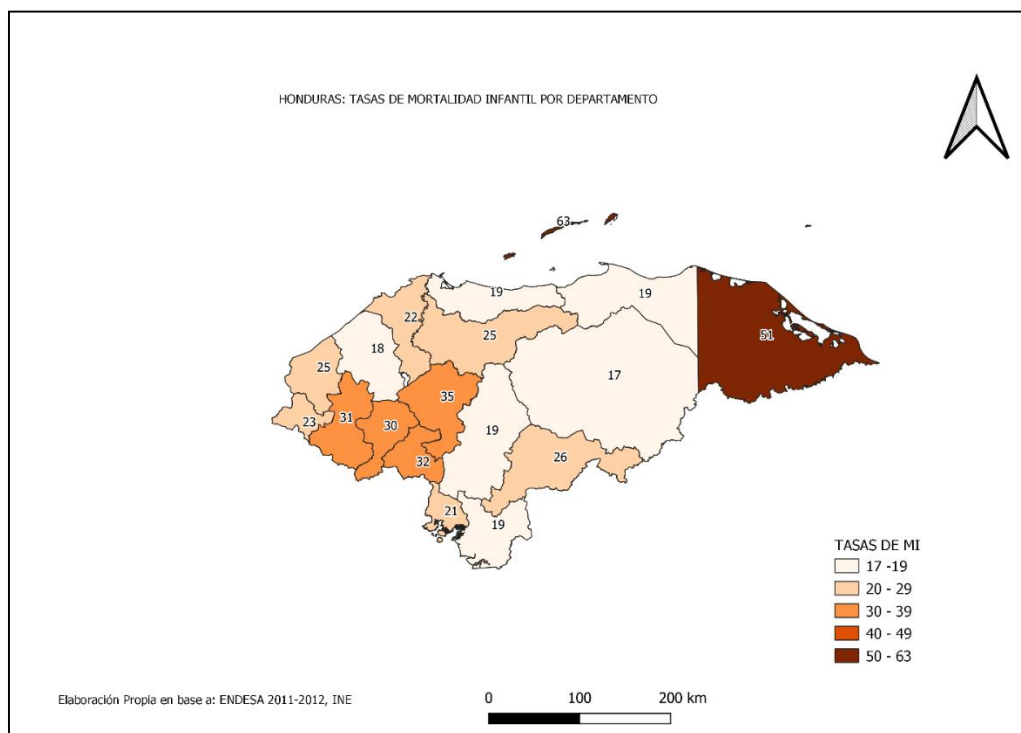 HONDURAS: TASAS DE MORTALIDAD INFANTIL POR DEPARTAMENTO
63
19
19
22
25
51
18
25
17
35
31
23
30
19
32
26
21
19
TASAS DE MI
17 -19
20 - 29
30 - 39
40 - 49
50 - 63
Elaboración Propia en base a: ENDESA 2011-2012, INE
0 100 200 km